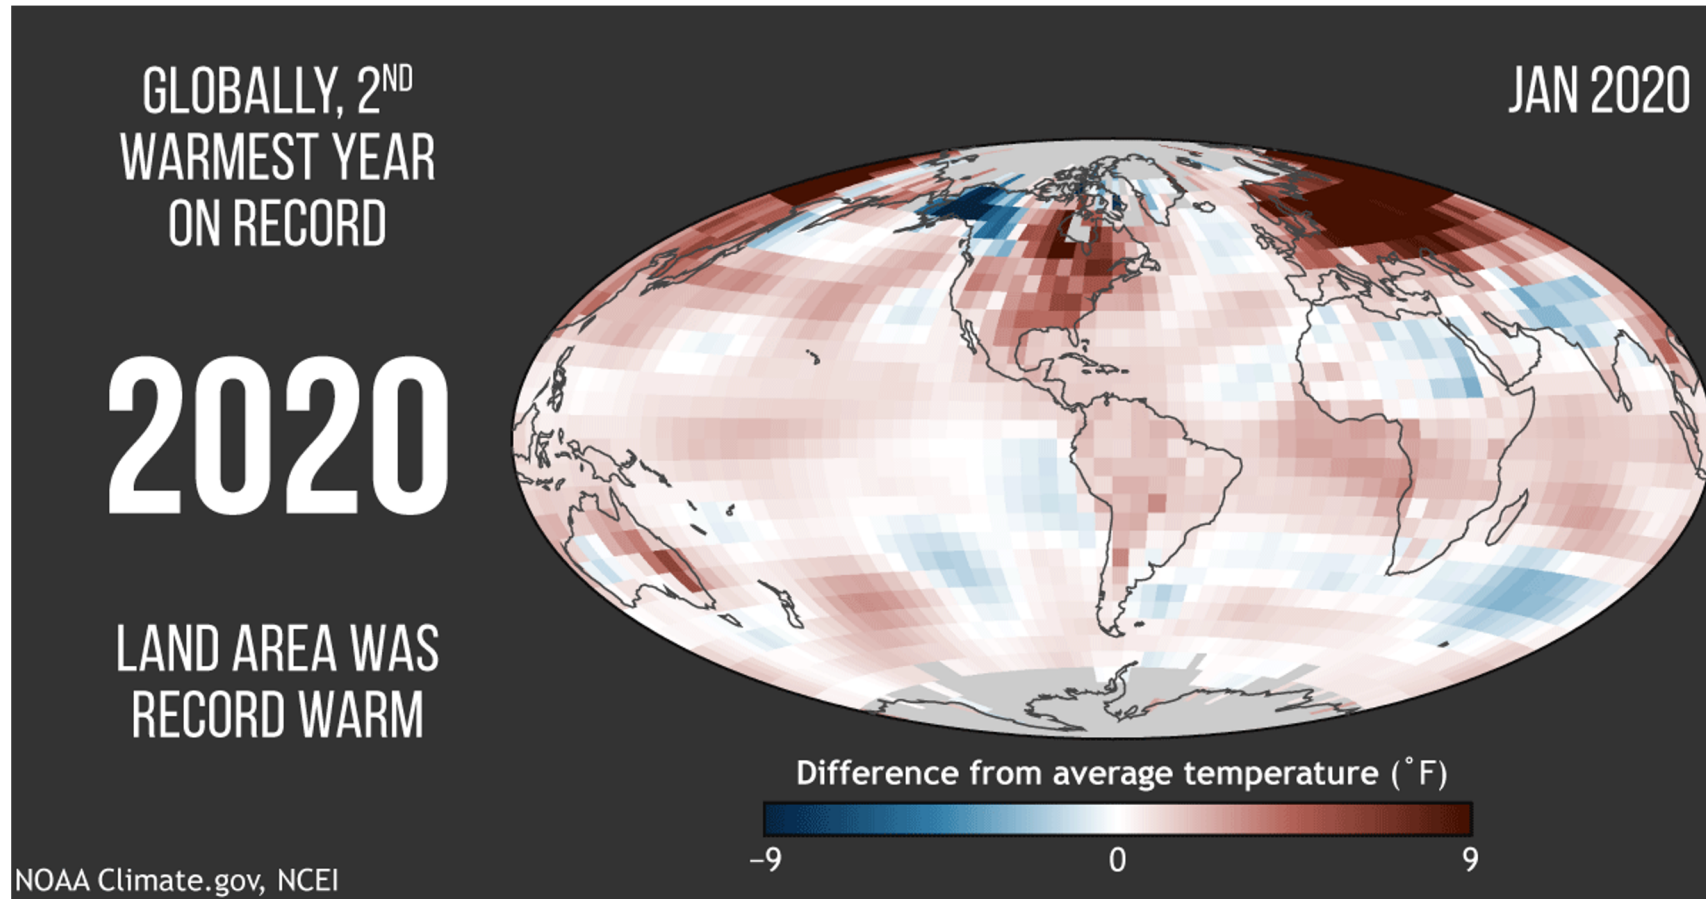 GLOBALLY, 2ND
WARMEST YEAR
ON RECORD
2020
LAND AREA WAS
RECORD WARM
NOAA Climate.gov, NCEI
JAN 2020
Difference from average temperature (°F)
−9 0 9